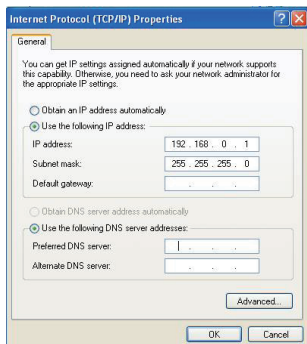 Internet Protocol (TCP/IP) Properties
General
You can get IP settings assigned automatically if your network supports
this capability. Otherwise, you need to ask your network administrator for
the appropriate IP settings.
Obtain an IP address automatically
Use the following IP address:
IP address: 192 . 168 . 0 . 1
Subnet mask: 255 . 255 . 255 . 0
Default gateway: . . .
Obtain DNS server address automatically
Use the following DNS server addresses:
Preferred DNS server: . . .
Alternate DNS server: . . .
Advanced...
OK Cancel